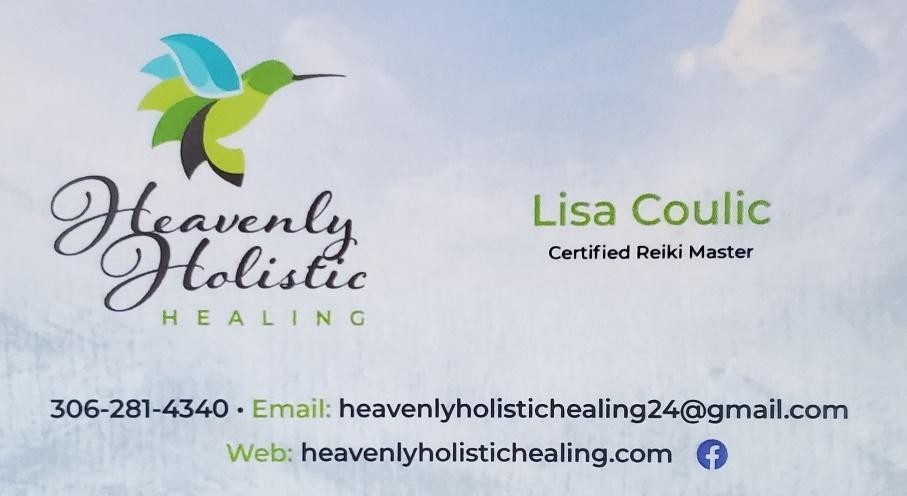 Heavenly
Holistic
HEALING
Lisa Coulic
Certified Reiki Master
306-281-4340 • Email: heavenlyholistichealing24@gmail.com
Web: heavenlyholistichealing.com